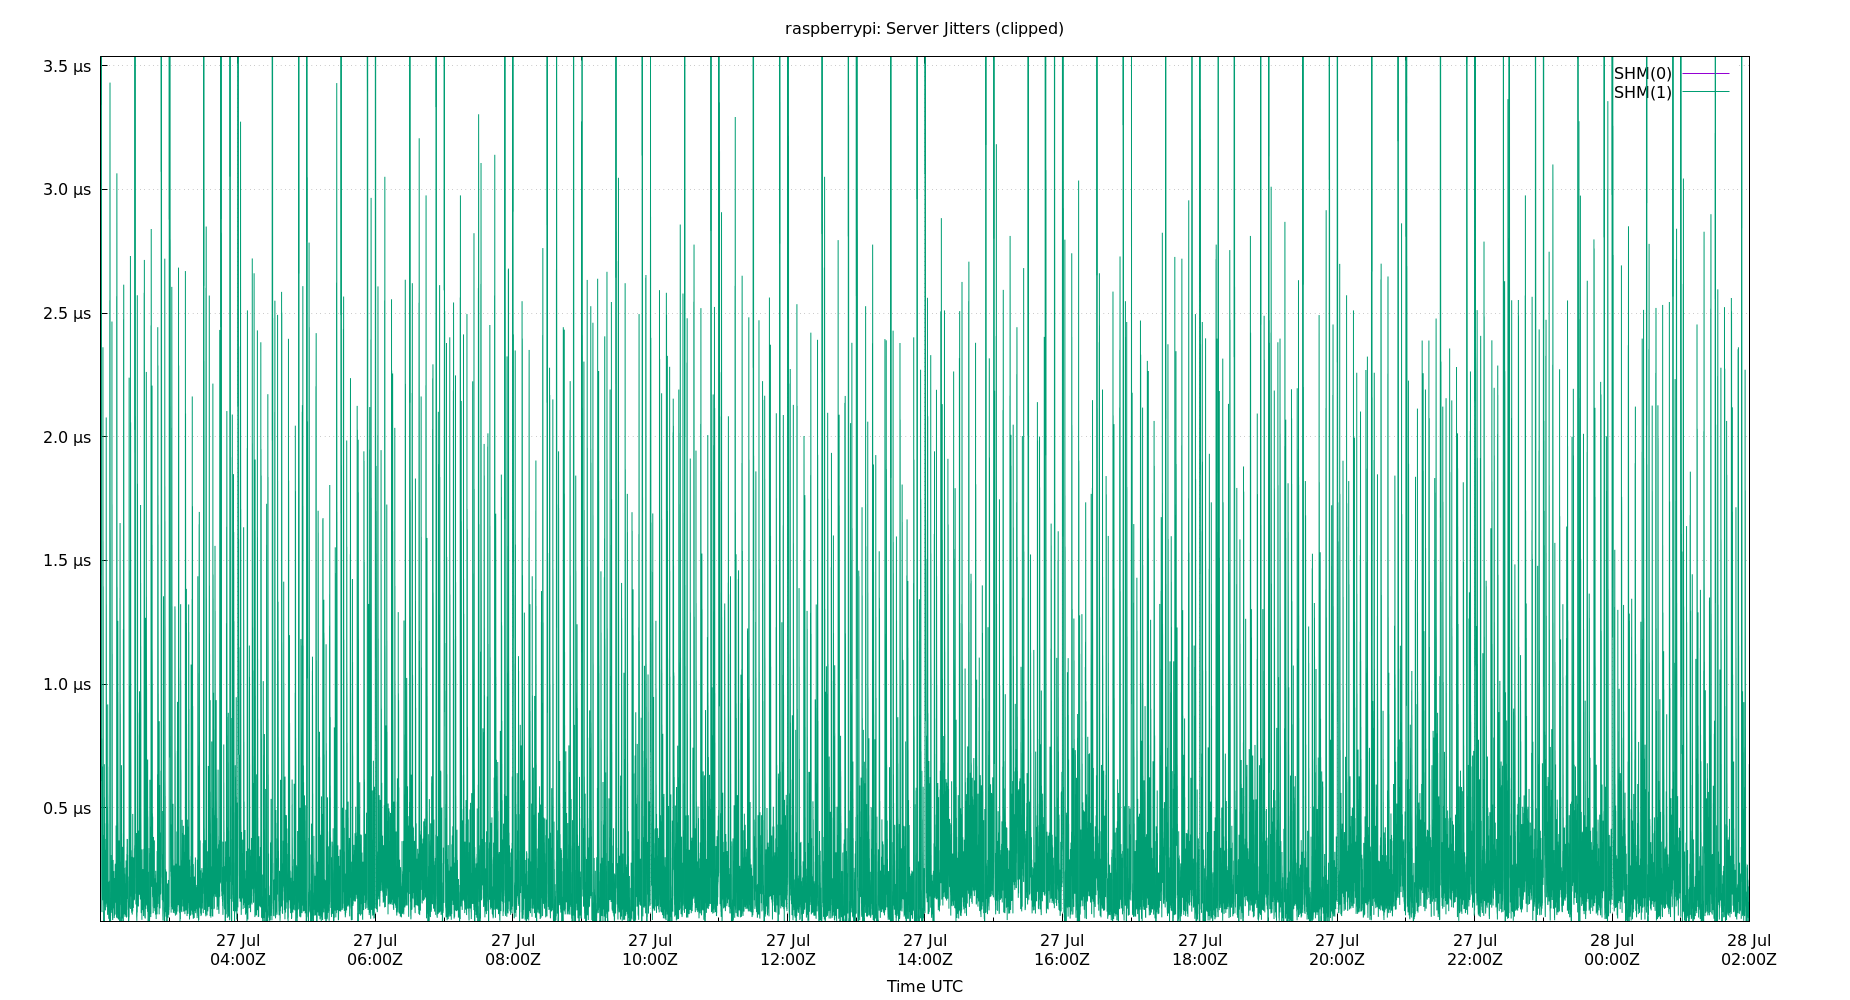 raspberrypi: Server Jitters (clipped)
3.5 μs
SHM(0)
SHM(1)
3.0 μs
2.5 μs
2.0 μs
1.5 μs
1.0 μs
0.5 μs
27 Jul 27 Jul 27 Jul 27 Jul 27 Jul 27 Jul 27 Jul 27 Jul 27 Jul 27 Jul 28 Jul 28 Jul
04:00Z 06:00Z 08:00Z 10:00Z 12:00Z 14:00Z 16:00Z 18:00Z 20:00Z 22:00Z 00:00Z 02:00Z
Time UTC